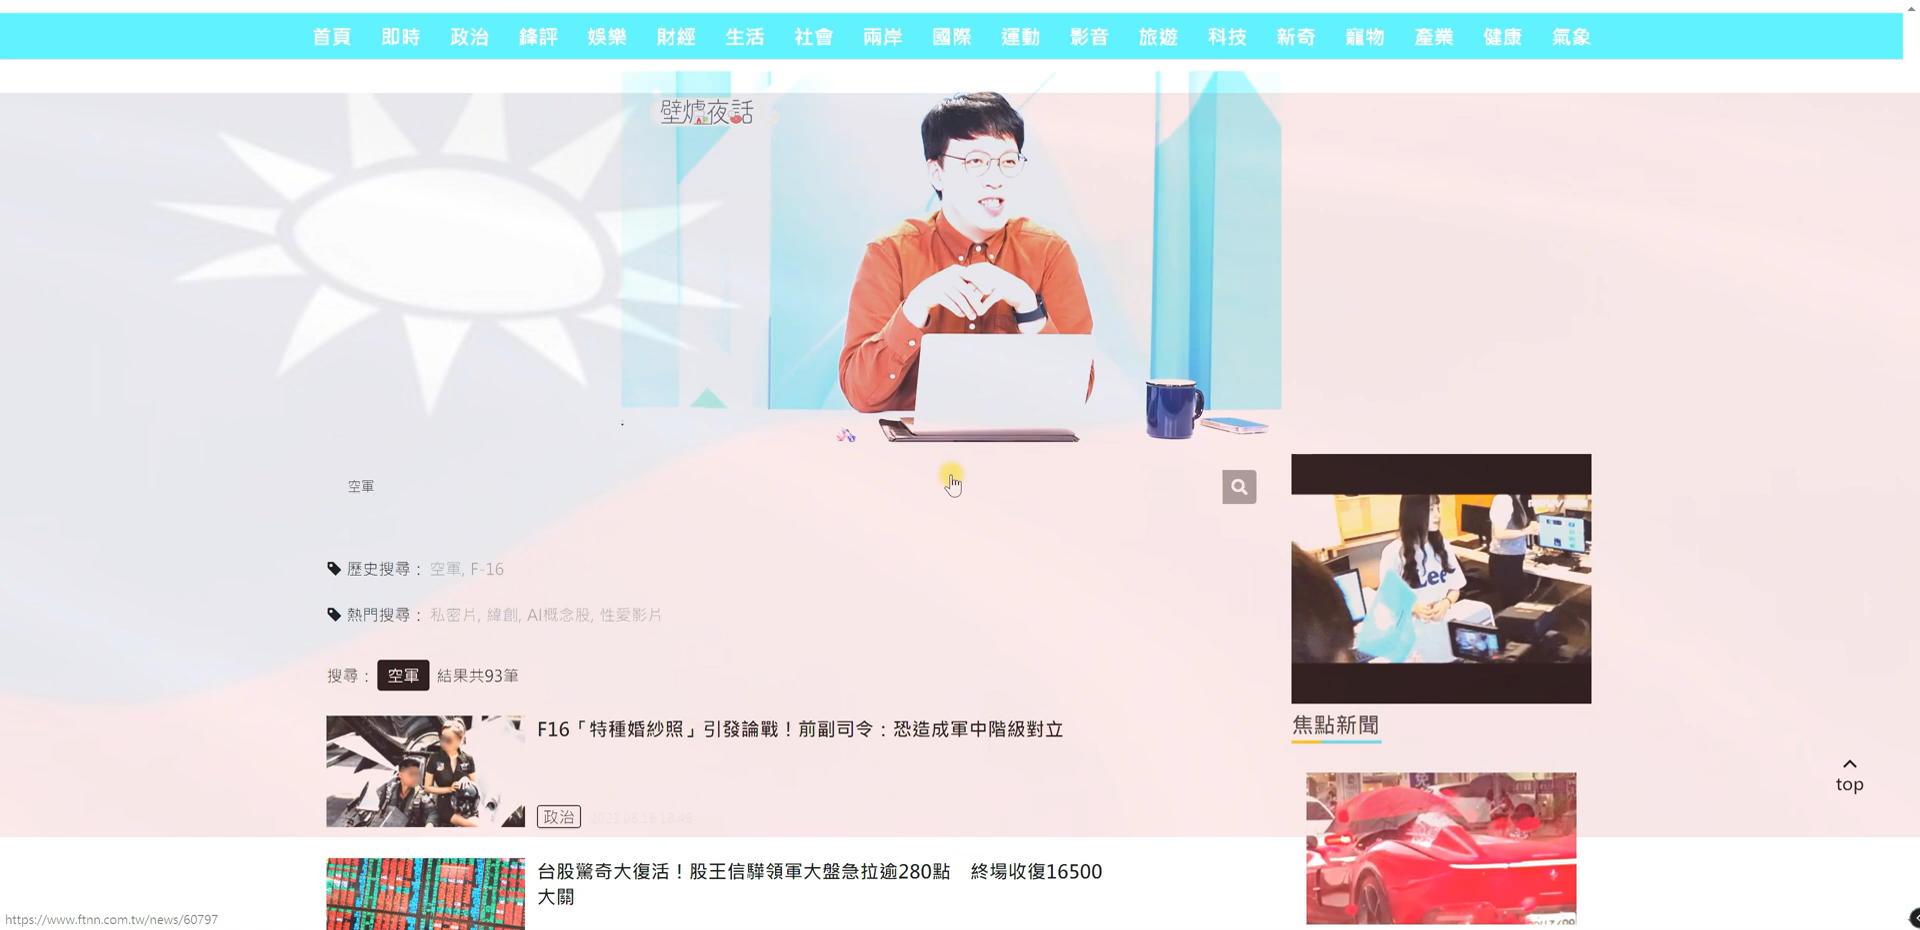 首頁 即時 政治 鋒評 娛樂 財經 生活 社會 兩岸 國際 運動 影音 旅遊 科技 新奇 寵物 產業 健康 氣象
壁爐夜話
空軍
歷史搜尋： 空軍, F-16
熱門搜尋： 私密片, 緯創, AI概念股, 性愛影片
搜尋： 空軍 結果共93筆
F16「特種婚紗照」引發論戰！前副司令：恐造成軍中階級對立
政治
焦點新聞
top
台股驚奇大復活！股王信驊領軍大盤急拉逾280點　終場收復16500
大關
https://www.ftnn.com.tw/news/60797